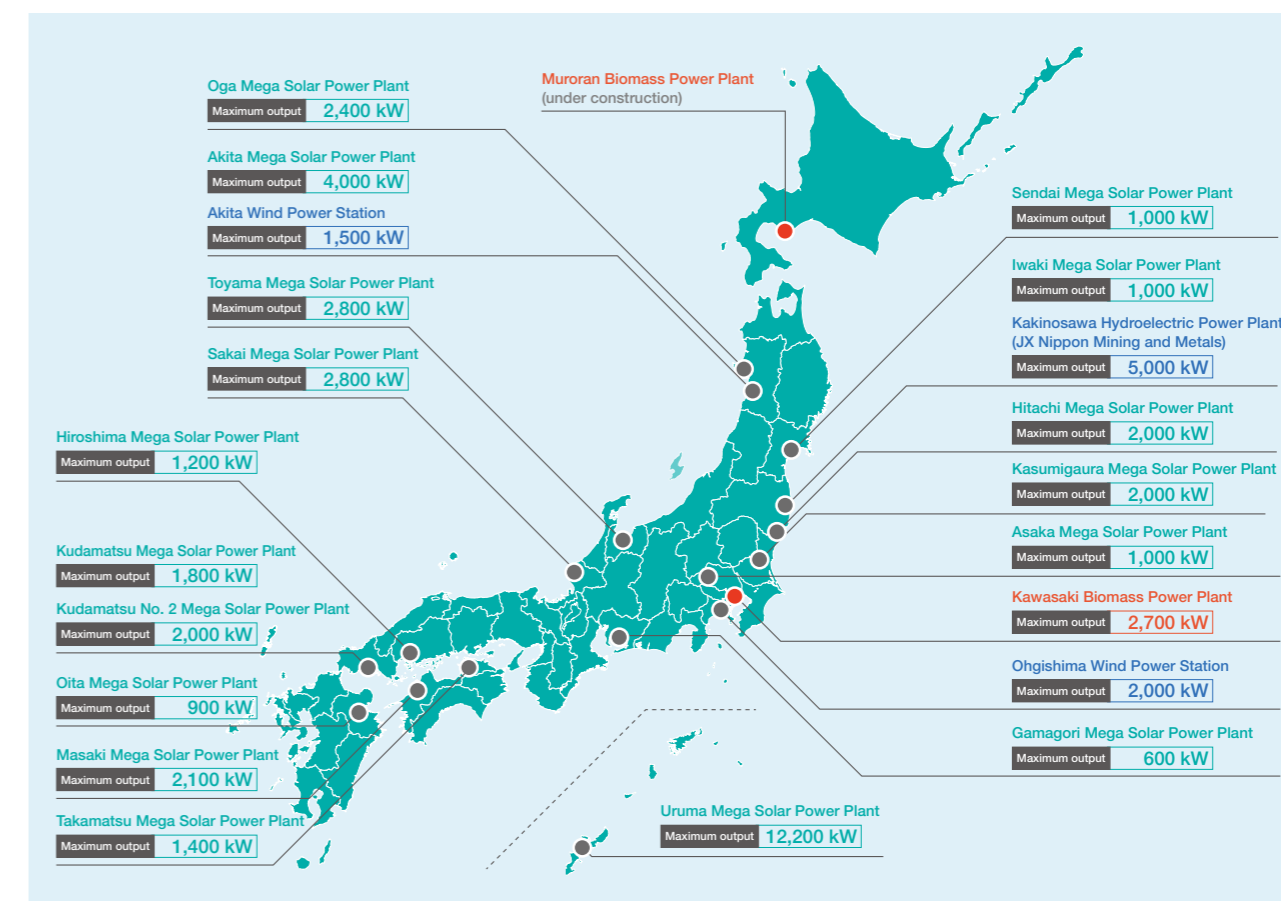 Oga Mega Solar Power Plant
Maximum output 2,400 kW
Akita Mega Solar Power Plant
Maximum output 4,000 kW
Akita Wind Power Station
Maximum output 1,500 kW
Toyama Mega Solar Power Plant
Maximum output 2,800 kW
Sakai Mega Solar Power Plant
Maximum output 2,800 kW
Hiroshima Mega Solar Power Plant
Maximum output 1,200 kW
Kudamatsu Mega Solar Power Plant
Maximum output 1,800 kW
Kudamatsu No. 2 Mega Solar Power Plant
Maximum output 2,000 kW
Oita Mega Solar Power Plant
Maximum output 900 kW
Masaki Mega Solar Power Plant
Maximum output 2,100 kW
Takamatsu Mega Solar Power Plant
Maximum output 1,400 kW
Muroran Biomass Power Plant
(under construction)
Sendai Mega Solar Power Plant
Maximum output 1,000 kW
Iwaki Mega Solar Power Plant
Maximum output 1,000 kW
Kakinosawa Hydroelectric Power Plant
(JX Nippon Mining and Metals)
Maximum output 5,000 kW
Hitachi Mega Solar Power Plant
Maximum output 2,000 kW
Kasumigaura Mega Solar Power Plant
Maximum output 2,000 kW
Asaka Mega Solar Power Plant
Maximum output 1,000 kW
Kawasaki Biomass Power Plant
Maximum output 2,700 kW
Ohgishima Wind Power Station
Maximum output 2,000 kW
Gamagori Mega Solar Power Plant
Maximum output 600 kW
Uruma Mega Solar Power Plant
Maximum output 12,200 kW